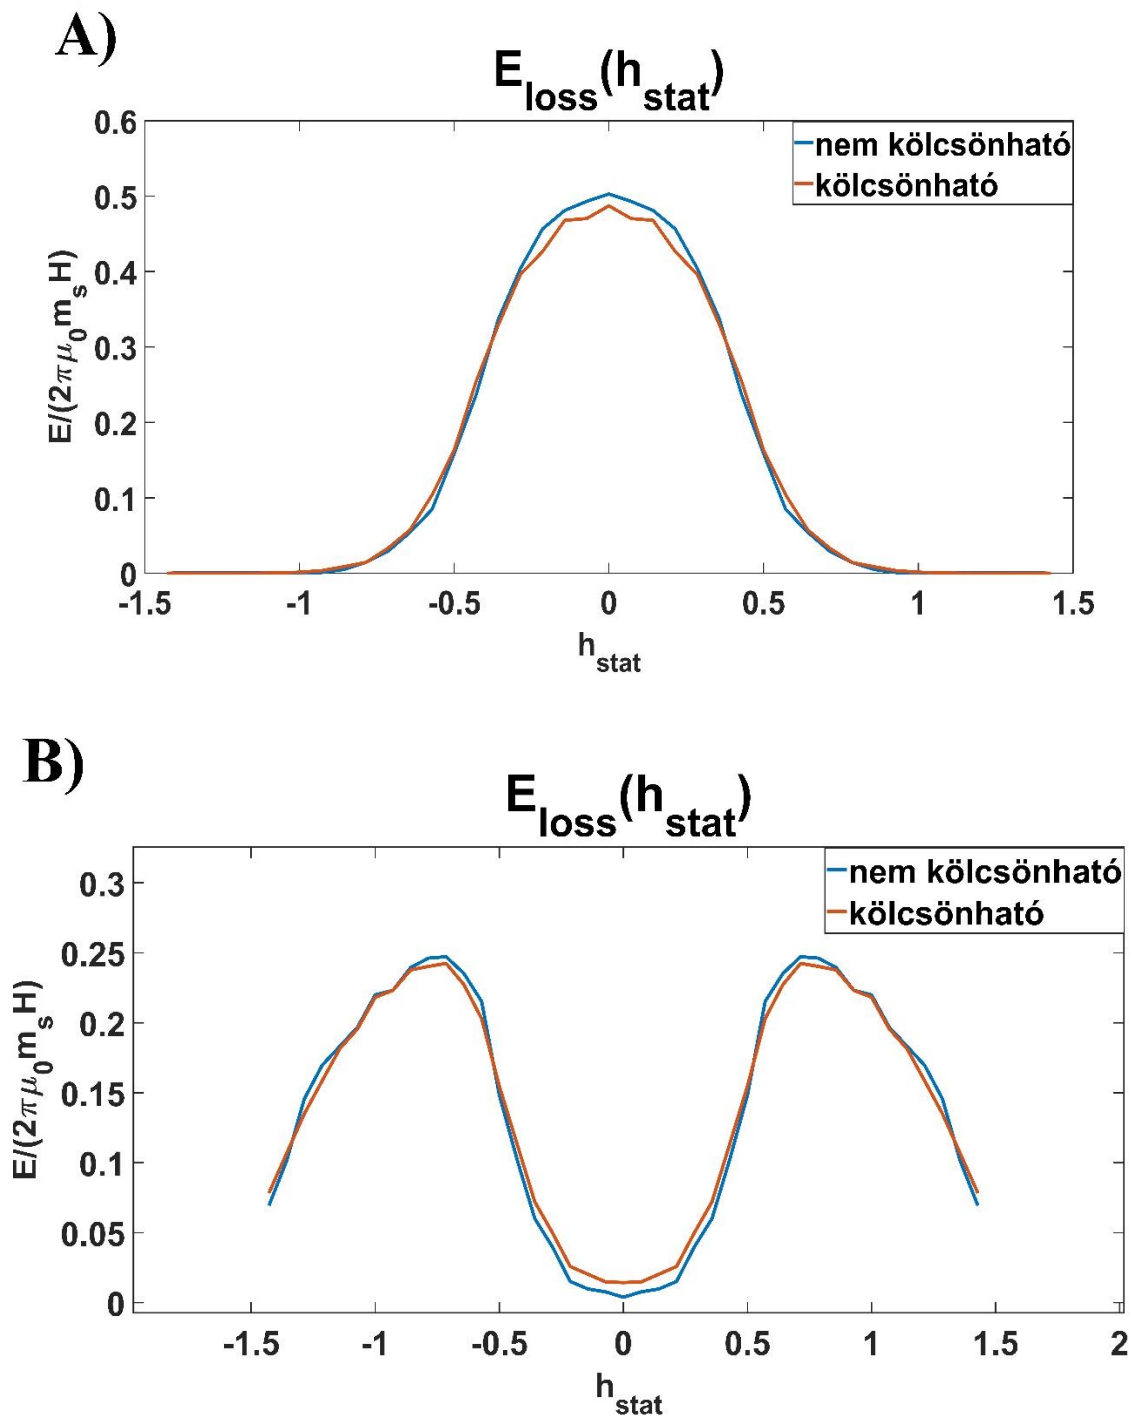 A)
E_loss(h_stat)
0.6
0.5
0.4
0.3
0.2
0.1
0
E/(2πμ_0m_sH)
nem kölcsönható
kölcsönható
-1.5 -1 -0.5 0 0.5 1 1.5
h_stat
B)
E_loss(h_stat)
0.3
0.25
0.2
0.15
0.1
0.05
0
E/(2πμ_0m_sH)
nem kölcsönható
kölcsönható
-1.5 -1 -0.5 0 0.5 1 1.5 2
h_stat